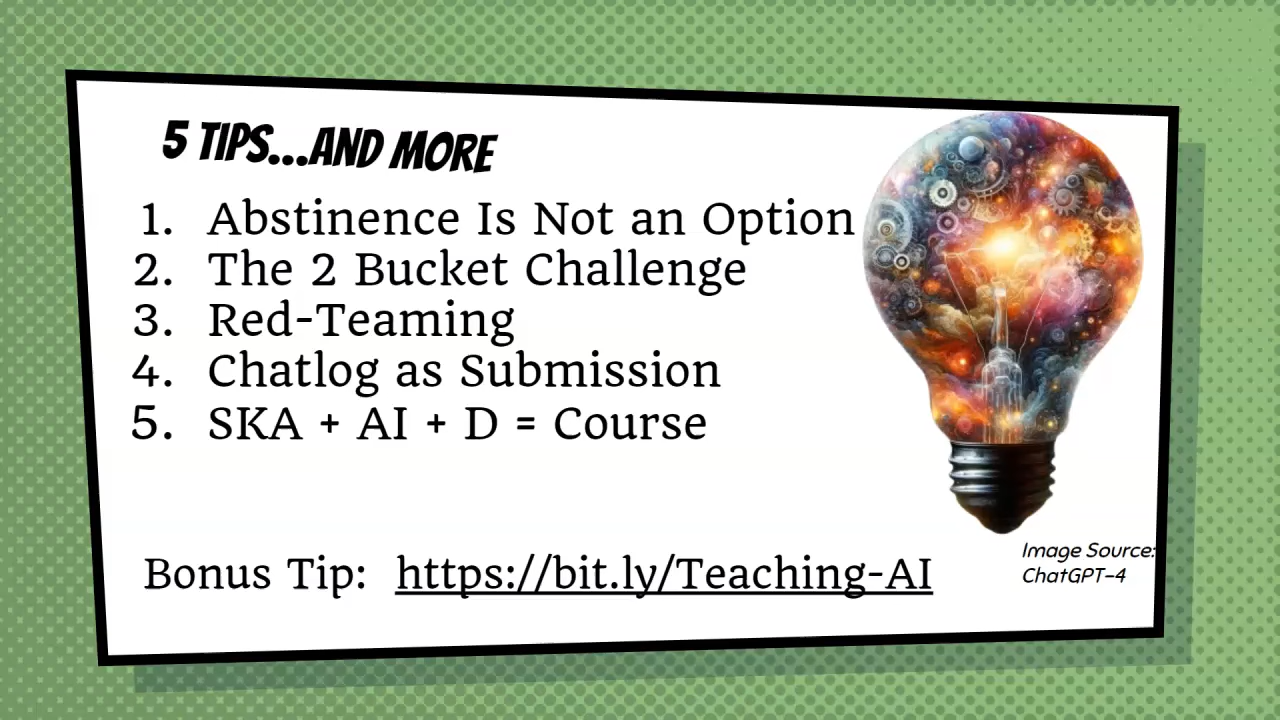 5 TIPS...AND MORE
1. Abstinence Is Not an Option
2. The 2 Bucket Challenge
3. Red-Teaming
4. Chatlog as Submission
5. SKA + AI + D = Course
Bonus Tip: https://bit.ly/Teaching-AI
Image Source:
ChatGPT-4